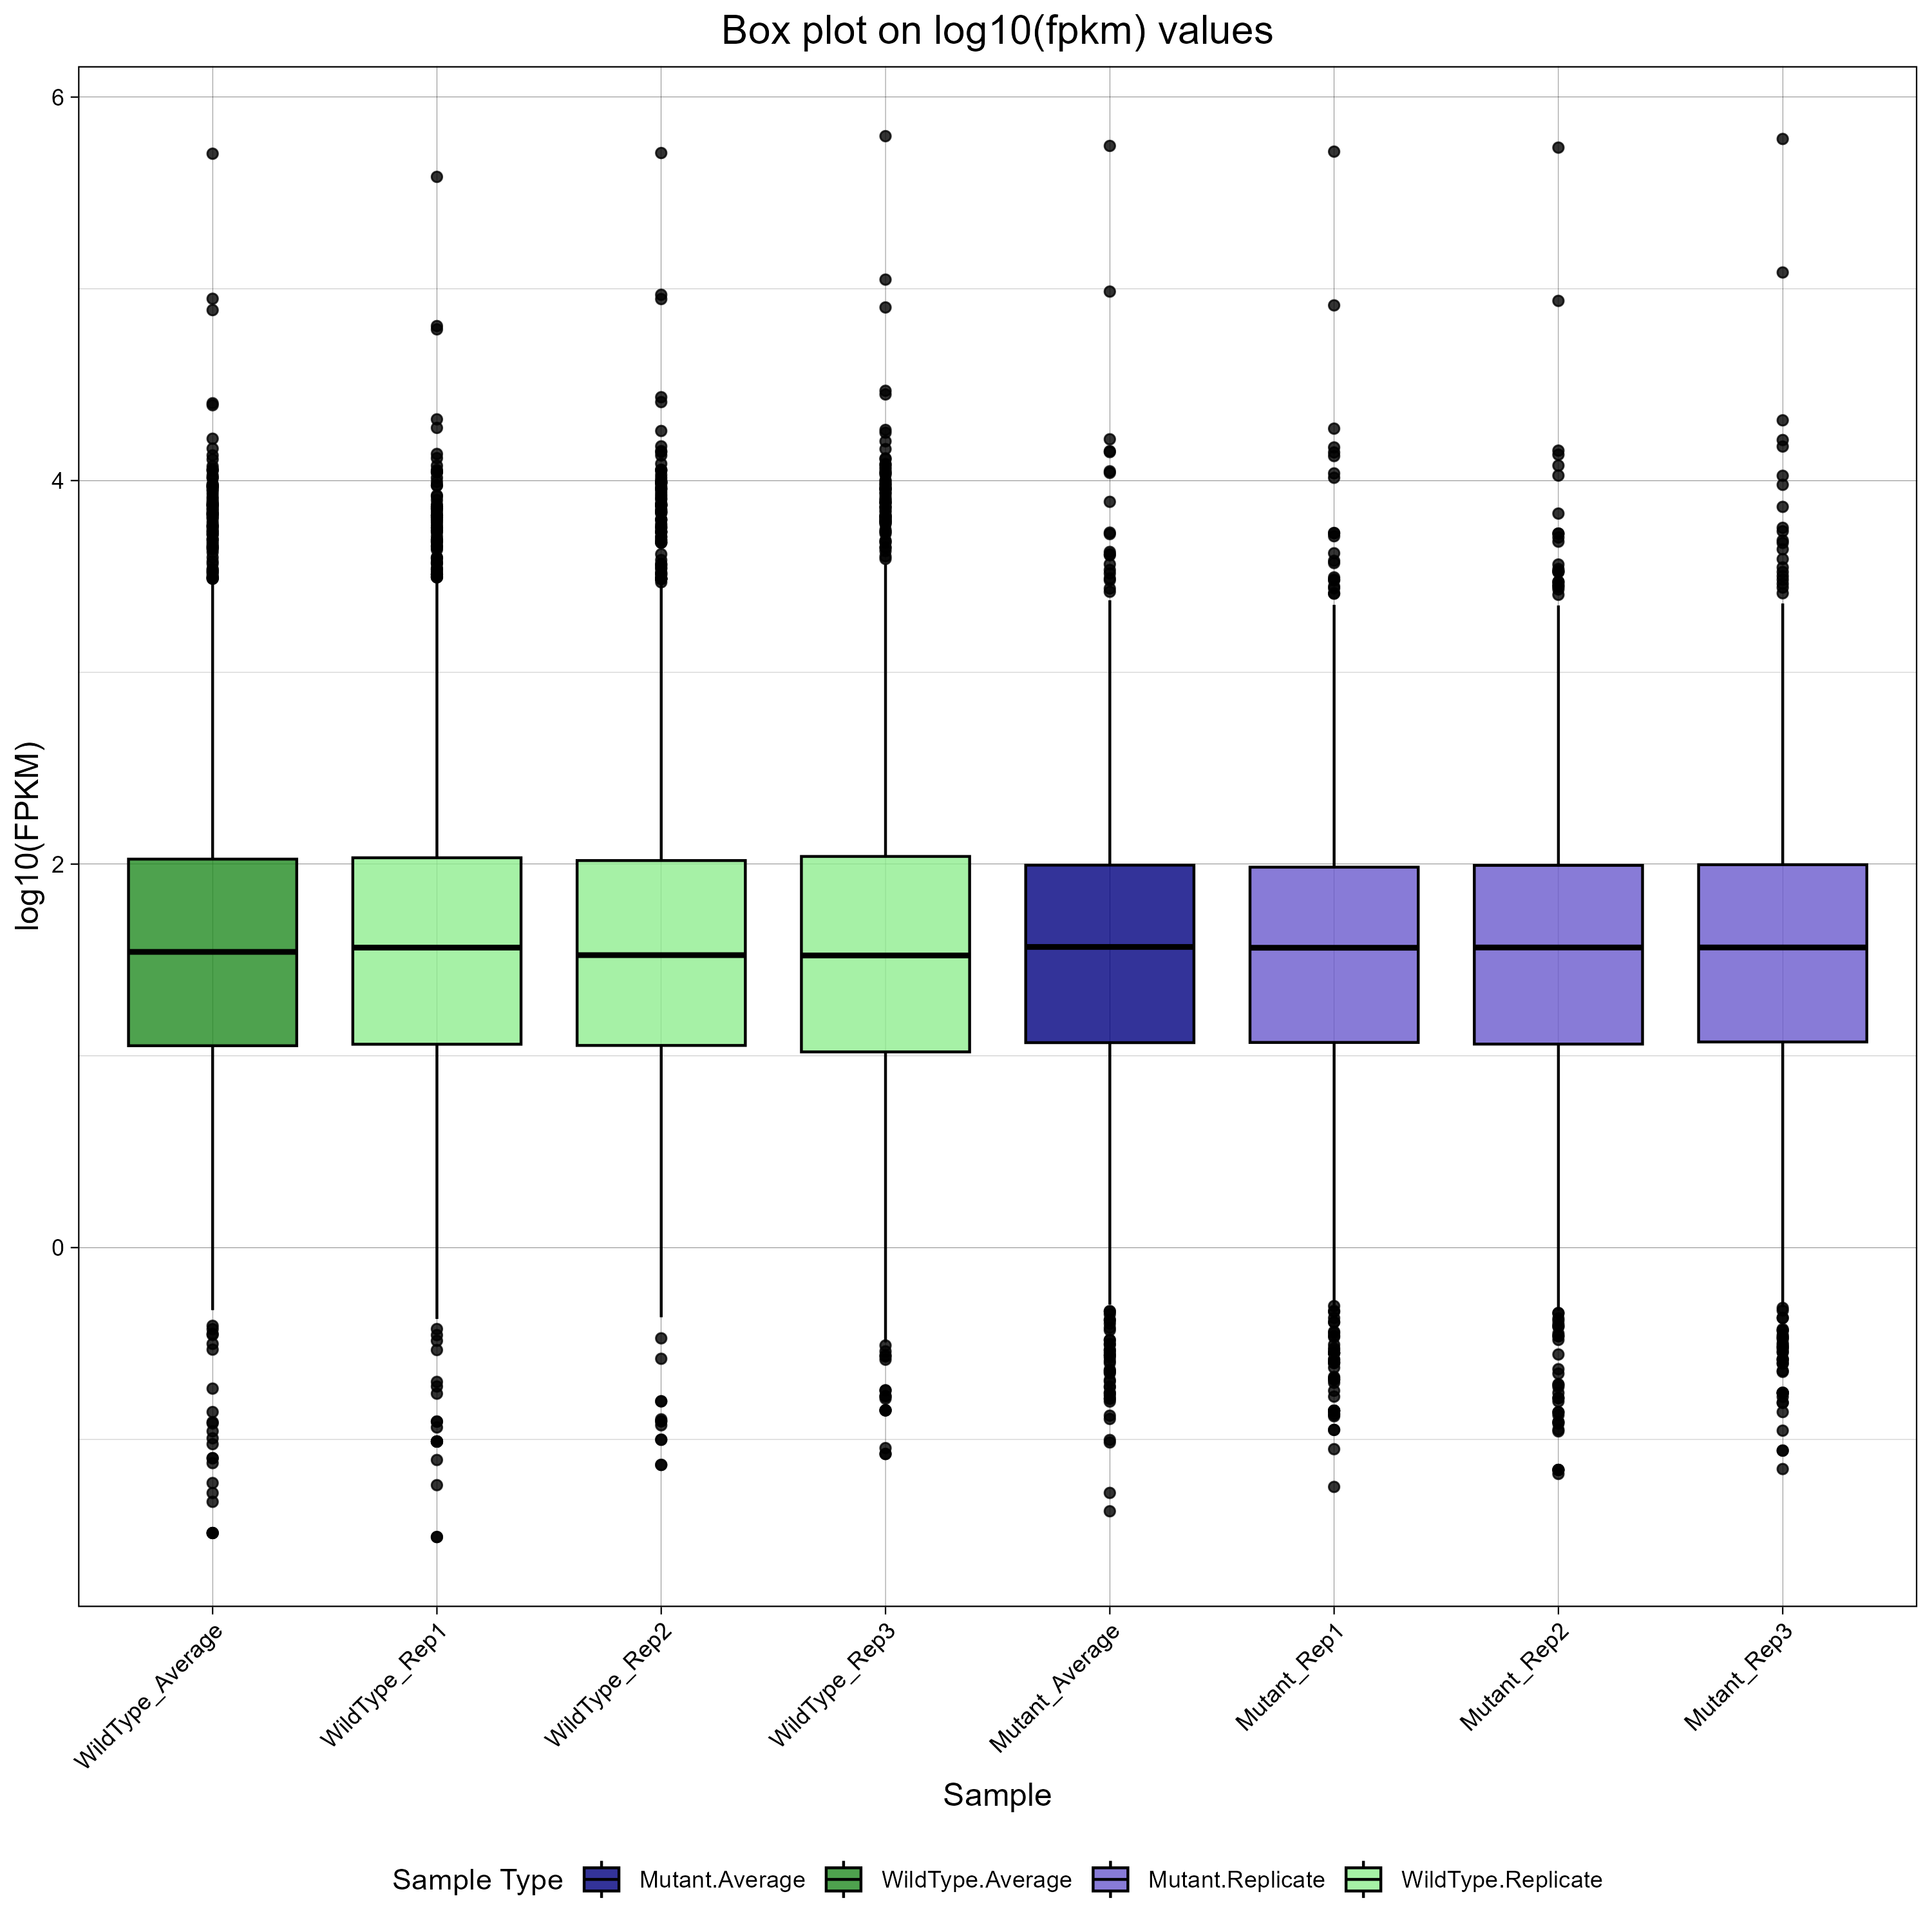 Box plot on log10(fpkm) values
6
4
2
0
log10(FPKM)
WildType_Average
WildType_Rep1
WildType_Rep2
WildType_Rep3
Mutant_Average
Mutant_Rep1
Mutant_Rep2
Mutant_Rep3
Sample
Sample Type Mutant.Average WildType.Average Mutant.Replicate WildType.Replicate